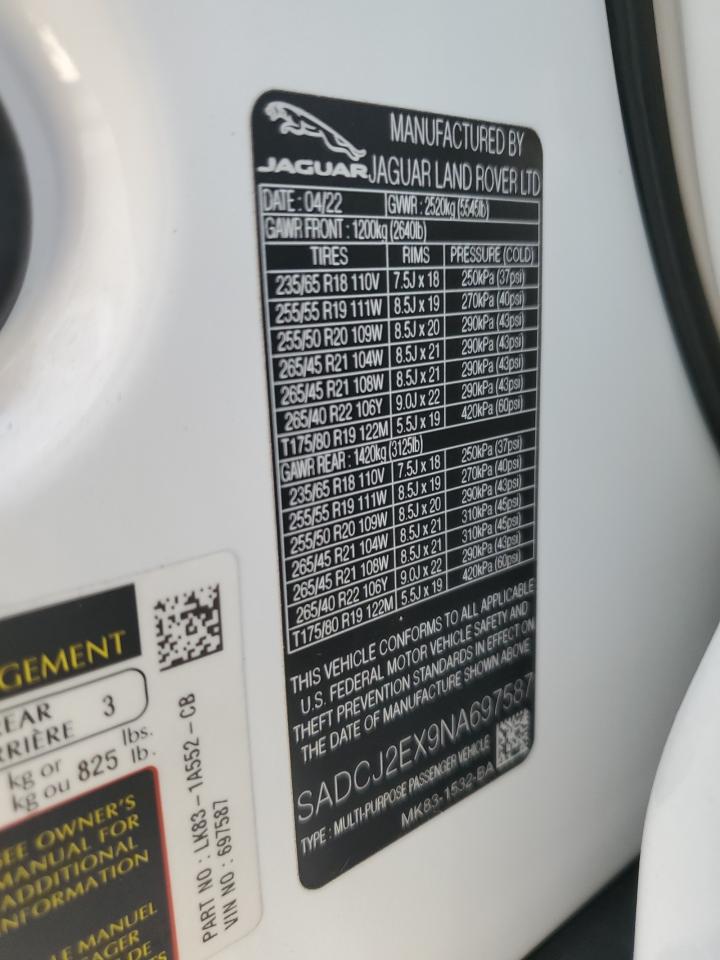 JAGUAR
MANUFACTURED BY
JAGUAR LAND ROVER LTD
DATE : 04/22 GVWR : 2520kg (5545lb)
GAWR FRONT : 1200kg (2640lb)
TIRES RIMS PRESSURE (COLD)
235/65 R18 110V 7.5J x 18 250kPa (37psi)
255/55 R19 111W 8.5J x 19 270kPa (40psi)
255/50 R20 109W 8.5J x 20 290kPa (43psi)
265/45 R21 104W 8.5J x 21 290kPa (43psi)
265/45 R21 108W 8.5J x 21 290kPa (43psi)
265/40 R22 106Y 9.0J x 22 290kPa (43psi)
T175/80 R19 122M 5.5J x 19 420kPa (60psi)
GAWR REAR : 1420kg (3125lb)
235/65 R18 110V 7.5J x 18 250kPa (37psi)
255/55 R19 111W 8.5J x 19 270kPa (40psi)
255/50 R20 109W 8.5J x 20 290kPa (43psi)
265/45 R21 104W 8.5J x 21 310kPa (45psi)
265/45 R21 108W 8.5J x 21 310kPa (45psi)
265/40 R22 106Y 9.0J x 22 290kPa (43psi)
T175/80 R19 122M 5.5J x 19 420kPa (60psi)
THIS VEHICLE CONFORMS TO ALL APPLICABLE
U.S. FEDERAL MOTOR VEHICLE SAFETY AND
THEFT PREVENTION STANDARDS IN EFFECT ON
THE DATE OF MANUFACTURE SHOWN ABOVE
SADCJ2EX9NA697587
TYPE : MULTI-PURPOSE PASSENGER VEHICLE
MK83-1532-BA
GEMENT
REAR 3
RRIÈRE
kg or 825 lbs.
kg ou lb.
SEE OWNER'S
MANUAL FOR
ADDITIONAL
INFORMATION
LE MANUEL
AGER
DE
PART NO : LK83-1A552-CB
VIN NO : 697587